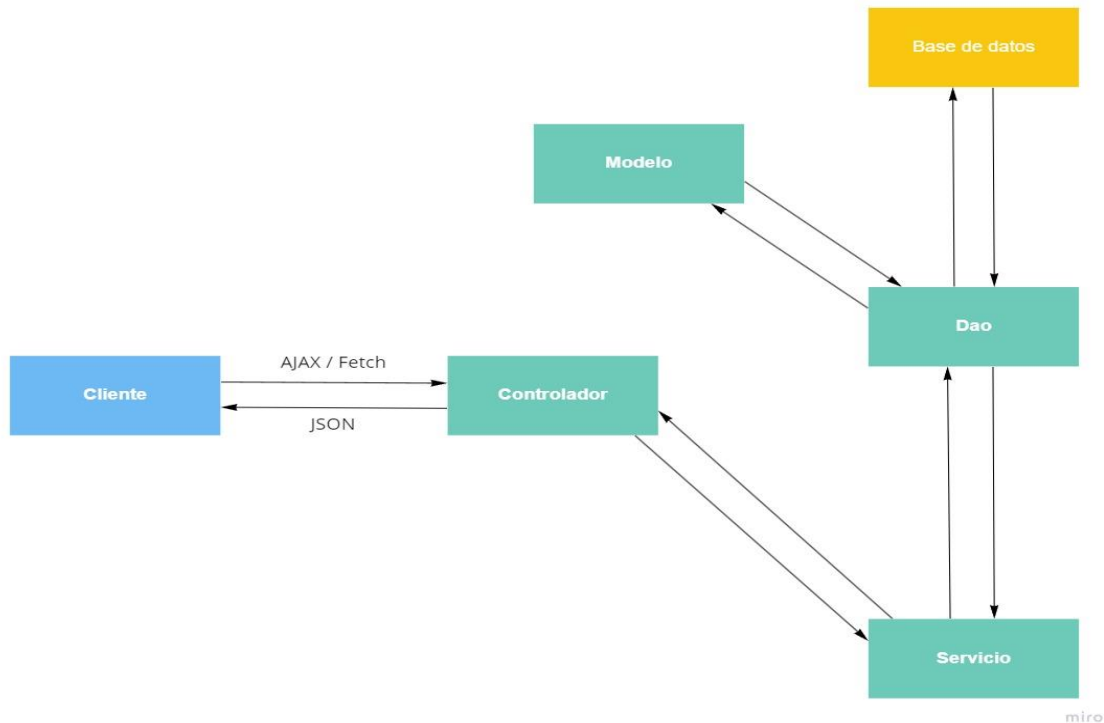 Base de datos
Modelo
Dao
Cliente
AJAX / Fetch
JSON
Controlador
Servicio
miro